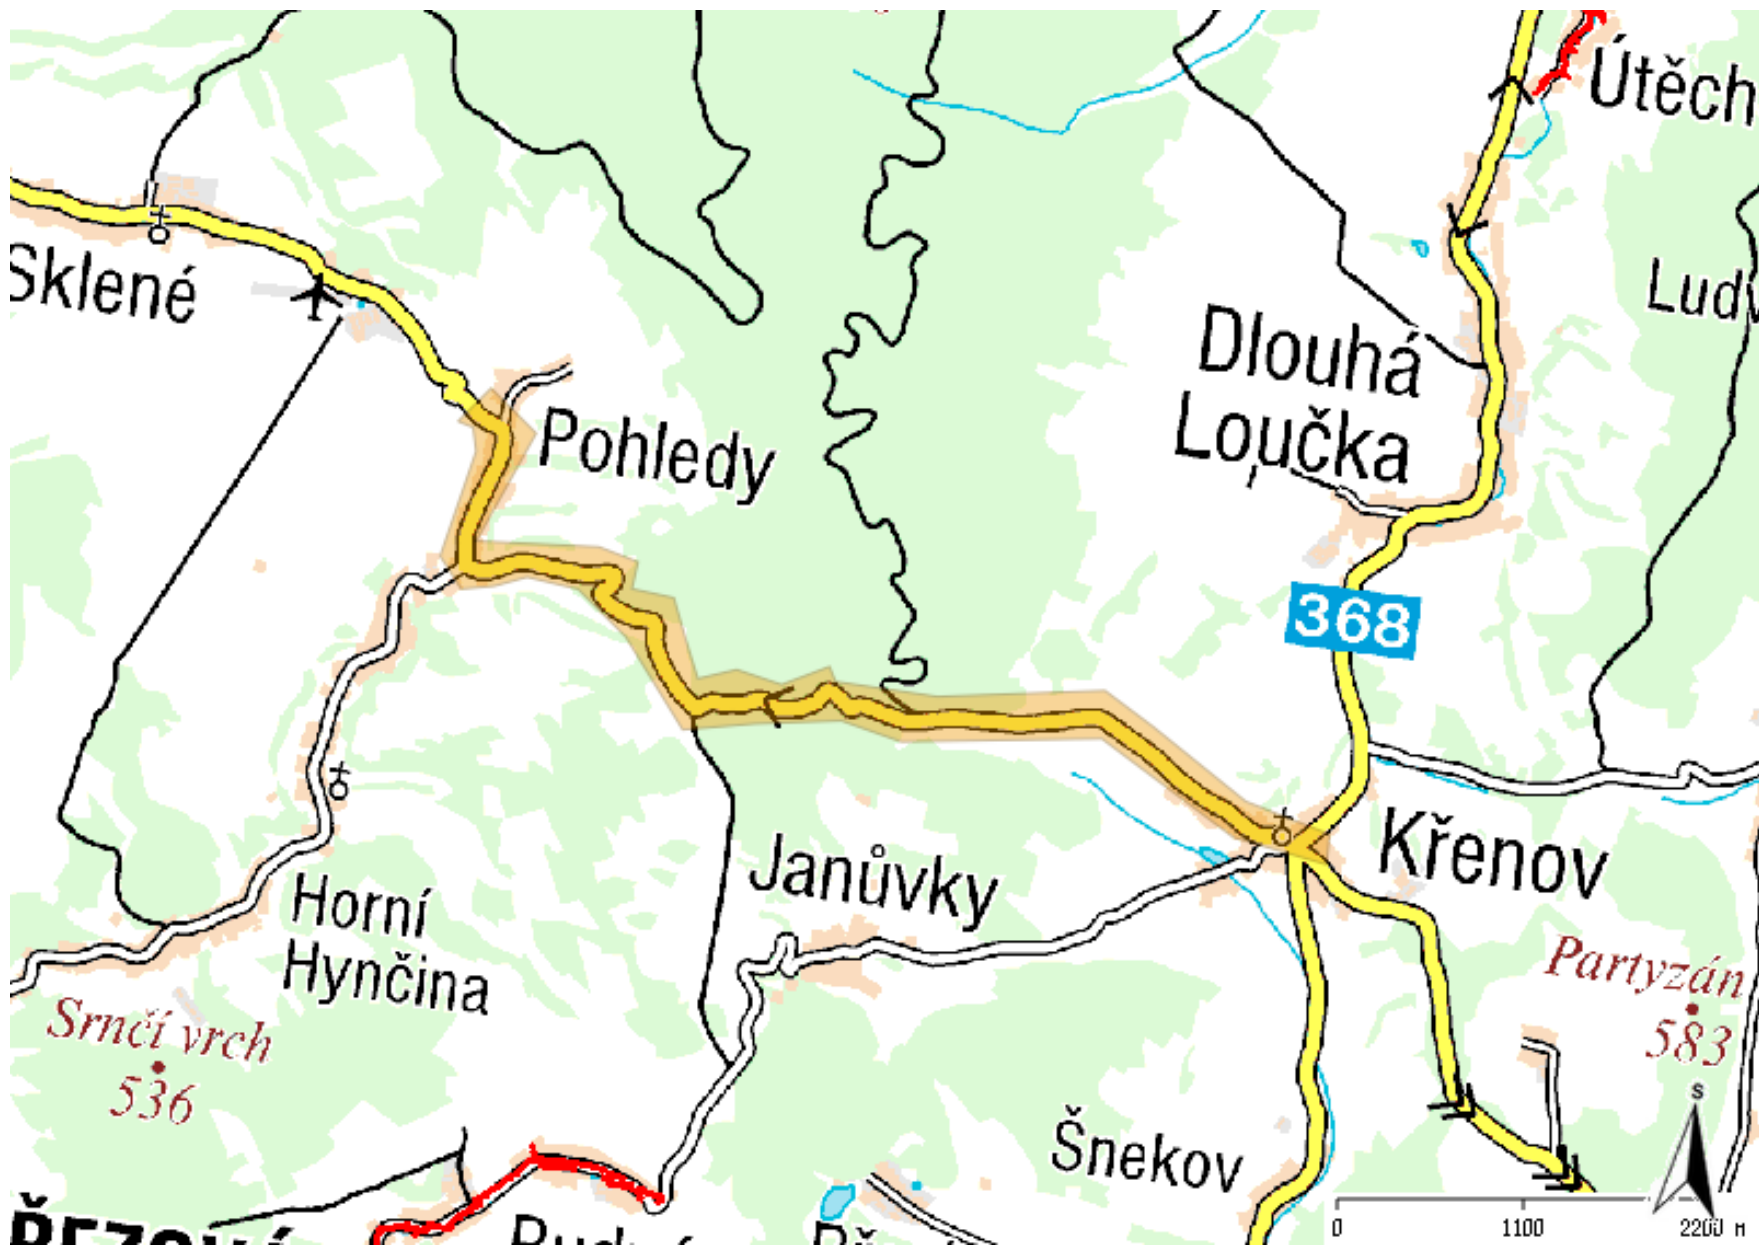 Útěch
Sklené
Ludv
Dlouhá
Loučka
Pohledy
368
Křenov
Janůvky
Horní
Hynčina
Partyzán
583
Srnčí vrch
536
S
Šnekov
0 1100 2200 m